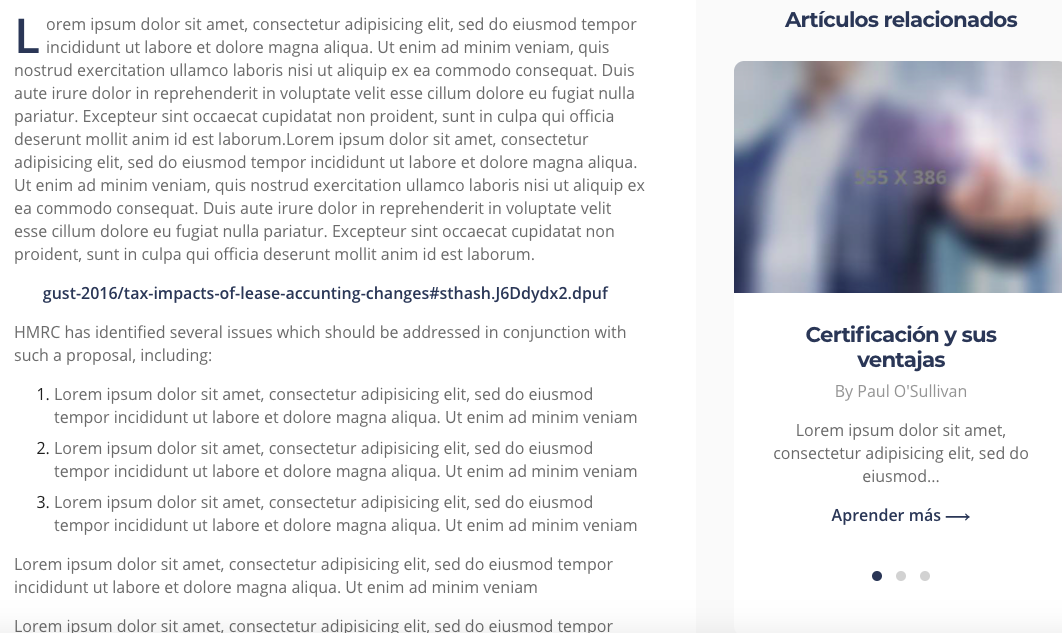 Lorem ipsum dolor sit amet, consectetur adipisicing elit, sed do eiusmod tempor
incididunt ut labore et dolore magna aliqua. Ut enim ad minim veniam, quis
nostrud exercitation ullamco laboris nisi ut aliquip ex ea commodo consequat. Duis
aute irure dolor in reprehenderit in voluptate velit esse cillum dolore eu fugiat nulla
pariatur. Excepteur sint occaecat cupidatat non proident, sunt in culpa qui officia
deserunt mollit anim id est laborum.Lorem ipsum dolor sit amet, consectetur
adipisicing elit, sed do eiusmod tempor incididunt ut labore et dolore magna aliqua.
Ut enim ad minim veniam, quis nostrud exercitation ullamco laboris nisi ut aliquip ex
ea commodo consequat. Duis aute irure dolor in reprehenderit in voluptate velit
esse cillum dolore eu fugiat nulla pariatur. Excepteur sint occaecat cupidatat non
proident, sunt in culpa qui officia deserunt mollit anim id est laborum.
gust-2016/tax-impacts-of-lease-accunting-changes#sthash.J6Ddydx2.dpuf
HMRC has identified several issues which should be addressed in conjunction with
such a proposal, including:
1. Lorem ipsum dolor sit amet, consectetur adipisicing elit, sed do eiusmod
tempor incididunt ut labore et dolore magna aliqua. Ut enim ad minim veniam
2. Lorem ipsum dolor sit amet, consectetur adipisicing elit, sed do eiusmod
tempor incididunt ut labore et dolore magna aliqua. Ut enim ad minim veniam
3. Lorem ipsum dolor sit amet, consectetur adipisicing elit, sed do eiusmod
tempor incididunt ut labore et dolore magna aliqua. Ut enim ad minim veniam
Lorem ipsum dolor sit amet, consectetur adipisicing elit, sed do eiusmod tempor
incididunt ut labore et dolore magna aliqua. Ut enim ad minim veniam
Lorem ipsum dolor sit amet, consectetur adipisicing elit, sed do eiusmod tempor
Artículos relacionados
555 X 386
Certificación y sus
ventajas
By Paul O'Sullivan
Lorem ipsum dolor sit amet,
consectetur adipisicing elit, sed do
eiusmod...
Aprender más ⟶